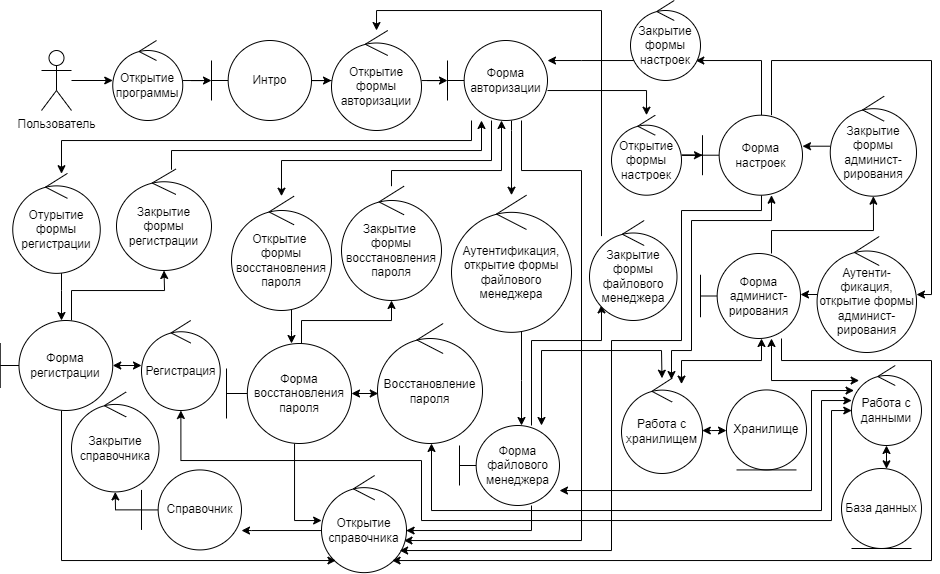 Закрытие
формы
настроек
Пользователь
Открытие
программы
Интро
Открытие
формы
авторизации
Форма
авторизации
Открытие
формы
настроек
Форма
настроек
Закрытие
формы
админист-
рирования
Отурытие
формы
регистрации
Закрытие
формы
регистрации
Открытие
формы
восстановления
пароля
Закрытие
формы
восстановления
пароля
Аутентификация,
открытие формы
файлового
менеджера
Закрытие
формы
файлового
менеджера
Форма
админист-
рирования
Аутенти-
фикация,
открытие формы
админист-
рирования
Форма
регистрации
Регистрация
Форма
восстановления
пароля
Восстановление
пароля
Работа с
хранилищем
Хранилище
Работа с
данными
Закрытие
справочника
Форма
файлового
менеджера
Справочник
Открытие
справочника
База данных